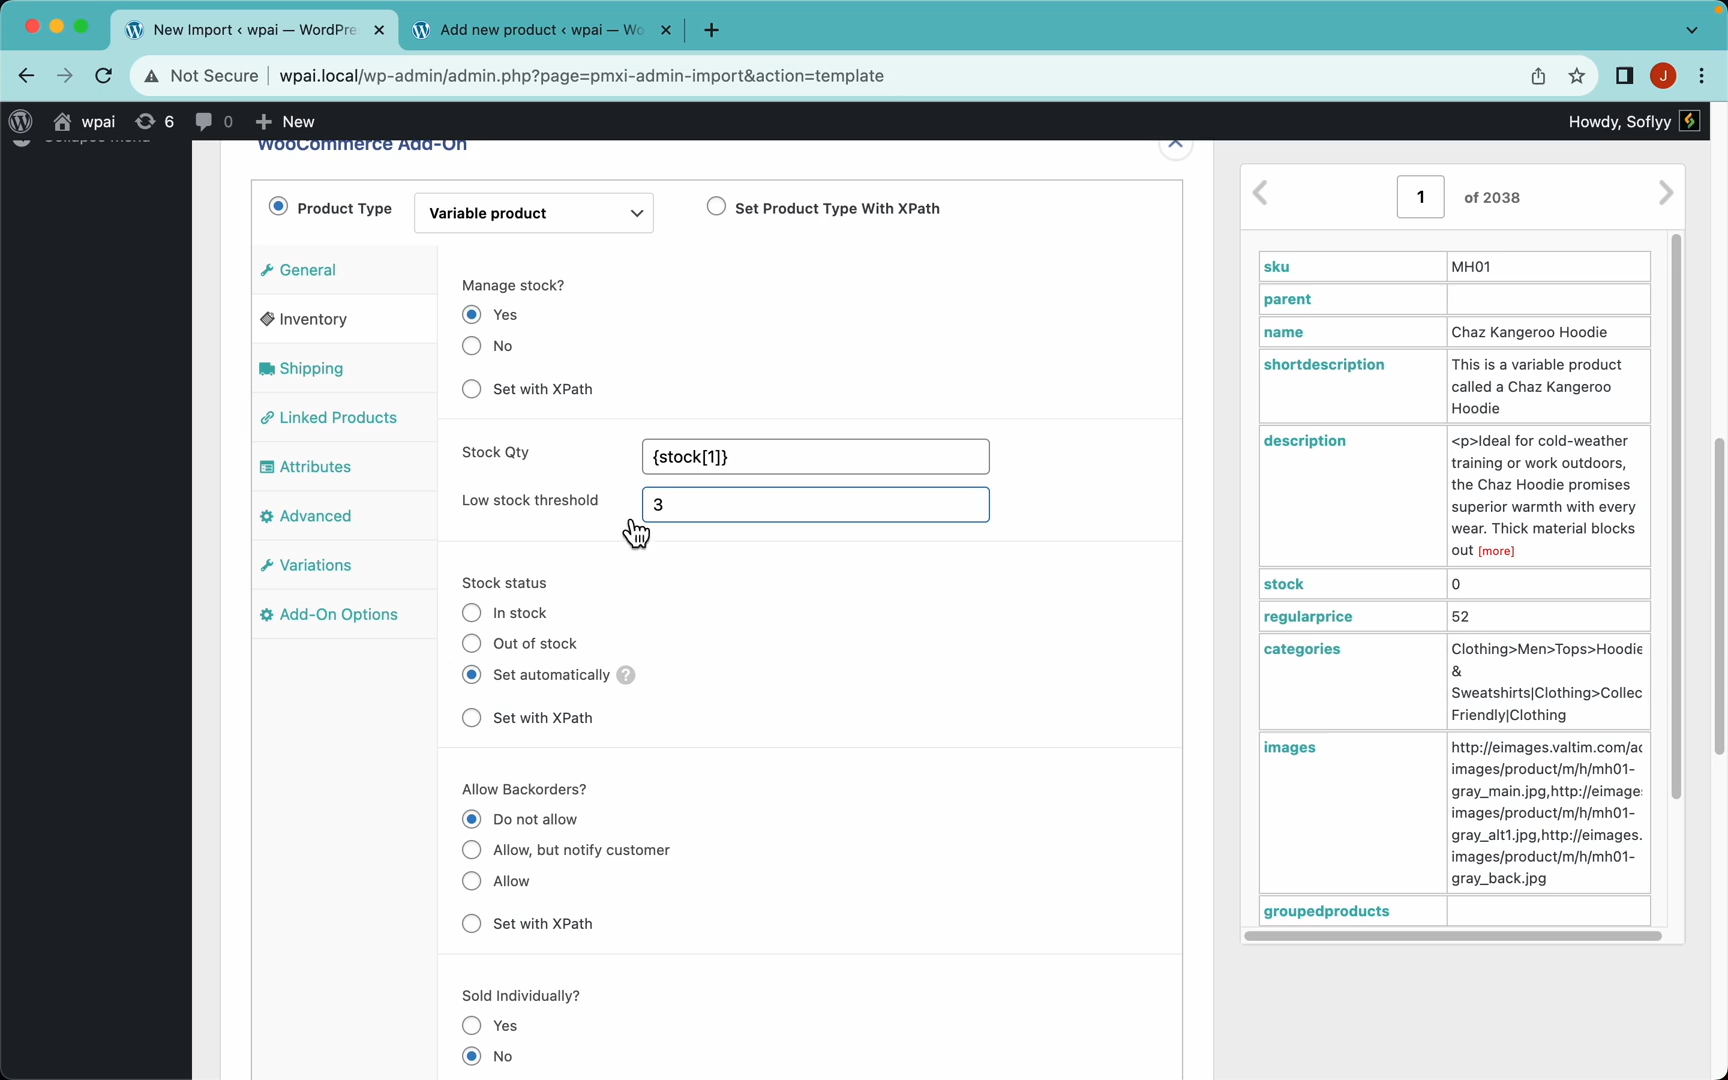 New Import ‹ wpai — WordPre
Add new product ‹ wpai — Wo
Not Secure
wpai.local/wp-admin/admin.php?page=pmxi-admin-import&action=template
J
wpai
6
0
New
Howdy, Soflyy
WooCommerce Add-On
Product Type
Variable product
Set Product Type With XPath
General
Inventory
Shipping
Linked Products
Attributes
Advanced
Variations
Add-On Options
Manage stock?
Yes
No
Set with XPath
Stock Qty
{stock[1]}
Low stock threshold
3
Stock status
In stock
Out of stock
Set automatically ?
Set with XPath
Allow Backorders?
Do not allow
Allow, but notify customer
Allow
Set with XPath
Sold Individually?
Yes
No
1 of 2038
sku MH01
parent
name Chaz Kangeroo Hoodie
shortdescription This is a variable product
called a Chaz Kangeroo
Hoodie
description <p>Ideal for cold-weather
training or work outdoors,
the Chaz Hoodie promises
superior warmth with every
wear. Thick material blocks
out [more]
stock 0
regularprice 52
categories Clothing>Men>Tops>Hoodie
&
Sweatshirts|Clothing>Collec
Friendly|Clothing
images http://eimages.valtim.com/ac
images/product/m/h/mh01-
gray_main.jpg,http://eimage
images/product/m/h/mh01-
gray_alt1.jpg,http://eimages.
images/product/m/h/mh01-
gray_back.jpg
groupedproducts